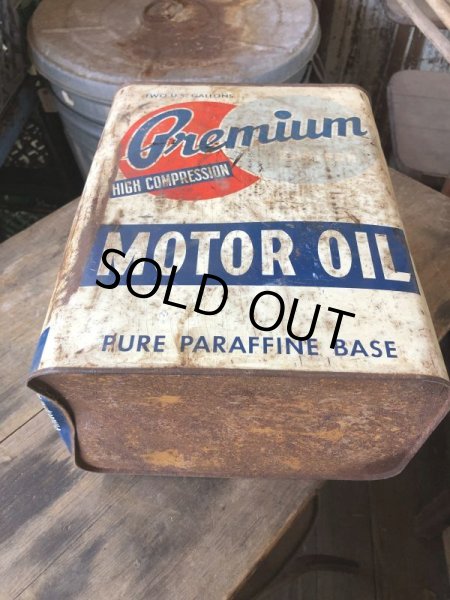 TWO U.S. GALLONS
Premium
HIGH COMPRESSION
MOTOR OIL
SOLD OUT
PURE PARAFFINE BASE